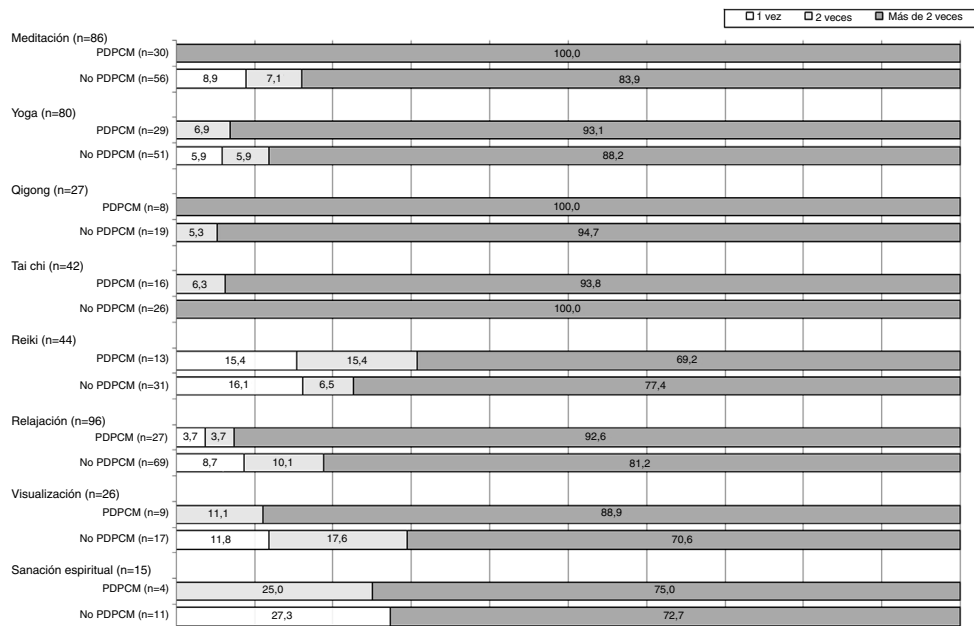 1 vez 2 veces Más de 2 veces
Meditación (n=86)
PDPCM (n=30) 100,0
No PDPCM (n=56) 8,9 7,1 83,9
Yoga (n=80)
PDPCM (n=29) 6,9 93,1
No PDPCM (n=51) 5,9 5,9 88,2
Qigong (n=27)
PDPCM (n=8) 100,0
No PDPCM (n=19) 5,3 94,7
Tai chi (n=42)
PDPCM (n=16) 6,3 93,8
No PDPCM (n=26) 100,0
Reiki (n=44)
PDPCM (n=13) 15,4 15,4 69,2
No PDPCM (n=31) 16,1 6,5 77,4
Relajación (n=96)
PDPCM (n=27) 3,7 3,7 92,6
No PDPCM (n=69) 8,7 10,1 81,2
Visualización (n=26)
PDPCM (n=9) 11,1 88,9
No PDPCM (n=17) 11,8 17,6 70,6
Sanación espiritual (n=15)
PDPCM (n=4) 25,0 75,0
No PDPCM (n=11) 27,3 72,7